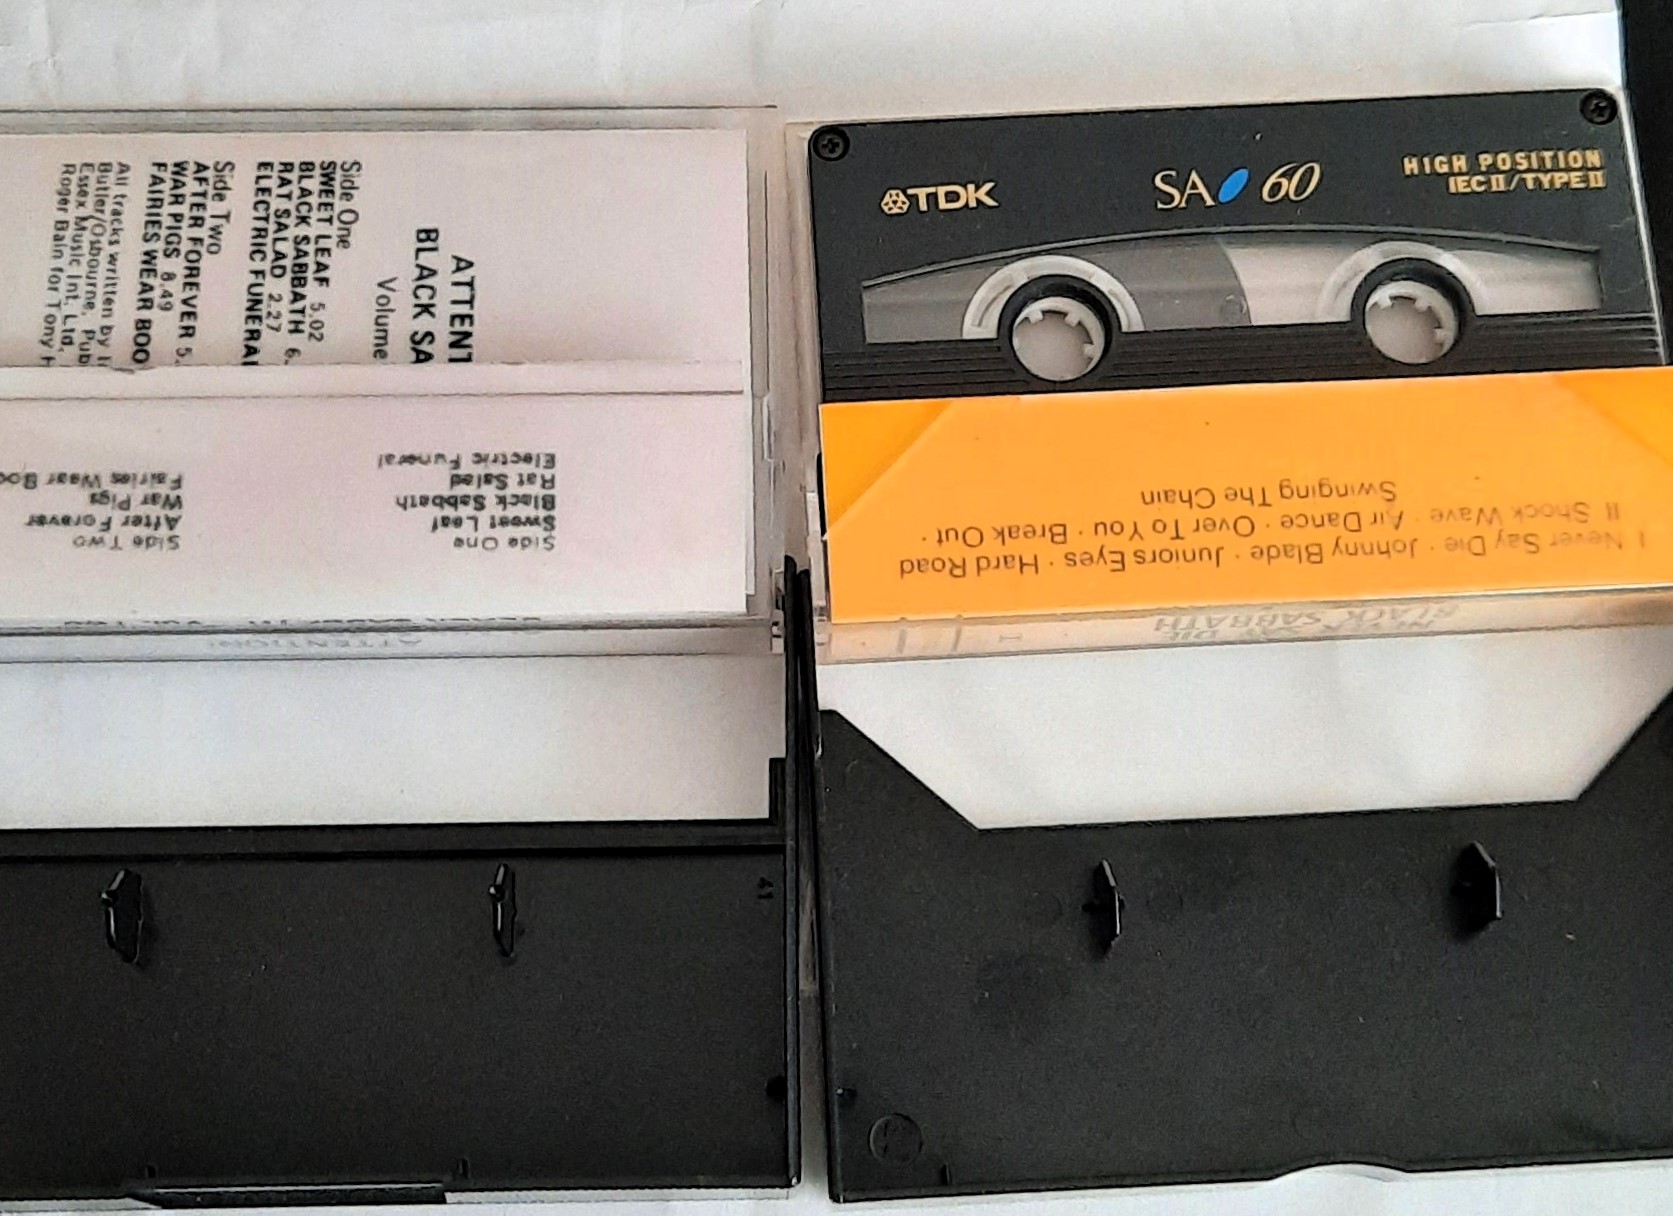 ATTENT
BLACK SA
Volume
Side One
SWEET LEAF 5.02
BLACK SABBATH 6.
RAT SALAD 2.27
ELECTRIC FUNERAL
Side Two
AFTER FOREVER 5.
WAR PIGS 8.49
FAIRIES WEAR BOO
All tracks written by
Butler/Osbourne, Pub
Essex Music Int. Ltd.
Roger Bain for Tony H
Side One
Sweet Leaf
Black Sabbath
Rat Salad
Electric Funeral
Side Two
After Forever
War Pigs
Fairies Wear Boo
ATTENTION!
41
TDK
SA 60
HIGH POSITION
IEC II/TYPE II
I Never Say Die · Johnny Blade · Juniors Eyes · Hard Road
II Shock Wave · Air Dance · Over To You · Break Out ·
Swinging The Chain
BLACK SABBATH